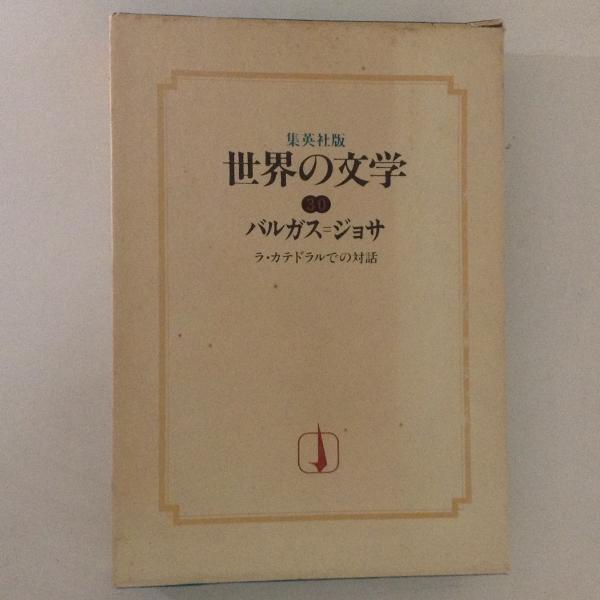 集英社版
世界の文学
30
バルガス=ジョサ
ラ・カテドラルでの対話